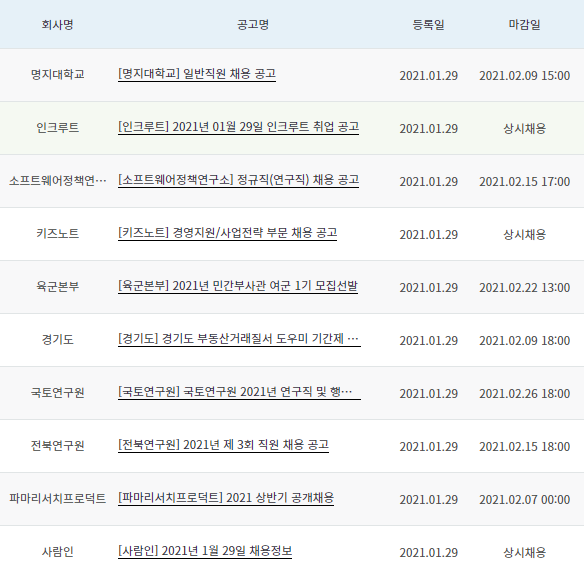 회사명 공고명 등록일 마감일
명지대학교 [명지대학교] 일반직원 채용 공고 2021.01.29 2021.02.09 15:00
인크루트 [인크루트] 2021년 01월 29일 인크루트 취업 공고 2021.01.29 상시채용
소프트웨어정책연… [소프트웨어정책연구소] 정규직(연구직) 채용 공고 2021.01.29 2021.02.15 17:00
키즈노트 [키즈노트] 경영지원/사업전략 부문 채용 공고 2021.01.29 상시채용
육군본부 [육군본부] 2021년 민간부사관 여군 1기 모집선발 2021.01.29 2021.02.22 13:00
경기도 [경기도] 경기도 부동산거래질서 도우미 기간제 … 2021.01.29 2021.02.09 18:00
국토연구원 [국토연구원] 국토연구원 2021년 연구직 및 행… 2021.01.29 2021.02.26 18:00
전북연구원 [전북연구원] 2021년 제 3회 직원 채용 공고 2021.01.29 2021.02.15 18:00
파마리서치프로덕트 [파마리서치프로덕트] 2021 상반기 공개채용 2021.01.29 2021.02.07 00:00
사람인 [사람인] 2021년 1월 29일 채용정보 2021.01.29 상시채용